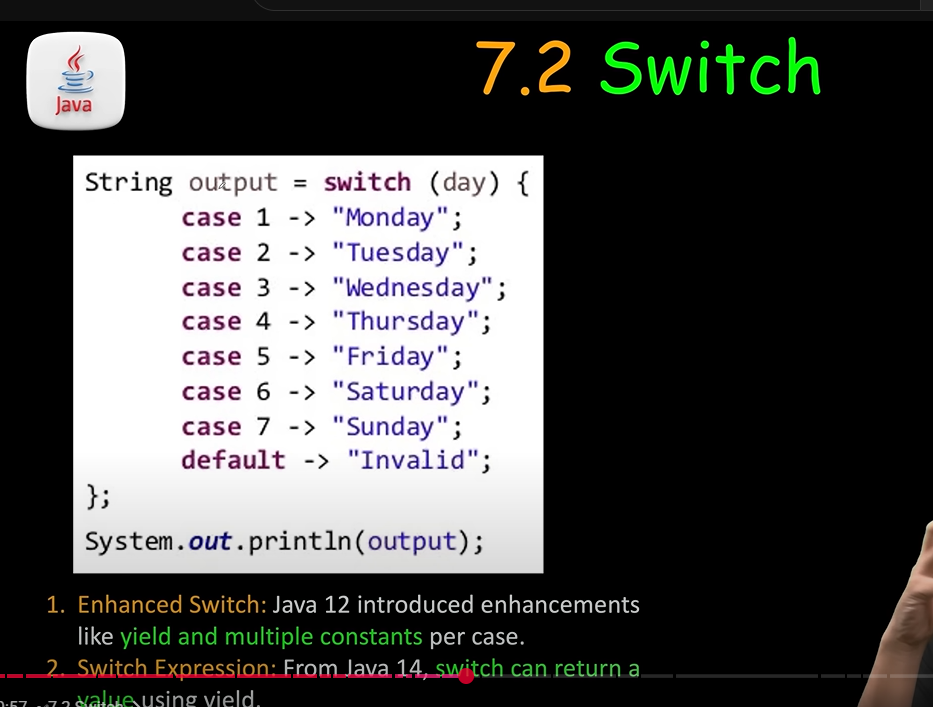 Java
7.2 Switch
String output = switch (day) {
case 1 -> "Monday";
case 2 -> "Tuesday";
case 3 -> "Wednesday";
case 4 -> "Thursday";
case 5 -> "Friday";
case 6 -> "Saturday";
case 7 -> "Sunday";
default -> "Invalid";
};
System.out.println(output);
1. Enhanced Switch: Java 12 introduced enhancements
like yield and multiple constants per case.
2. Switch Expression: From Java 14, switch can return a
value using yield.
7.2 Switch